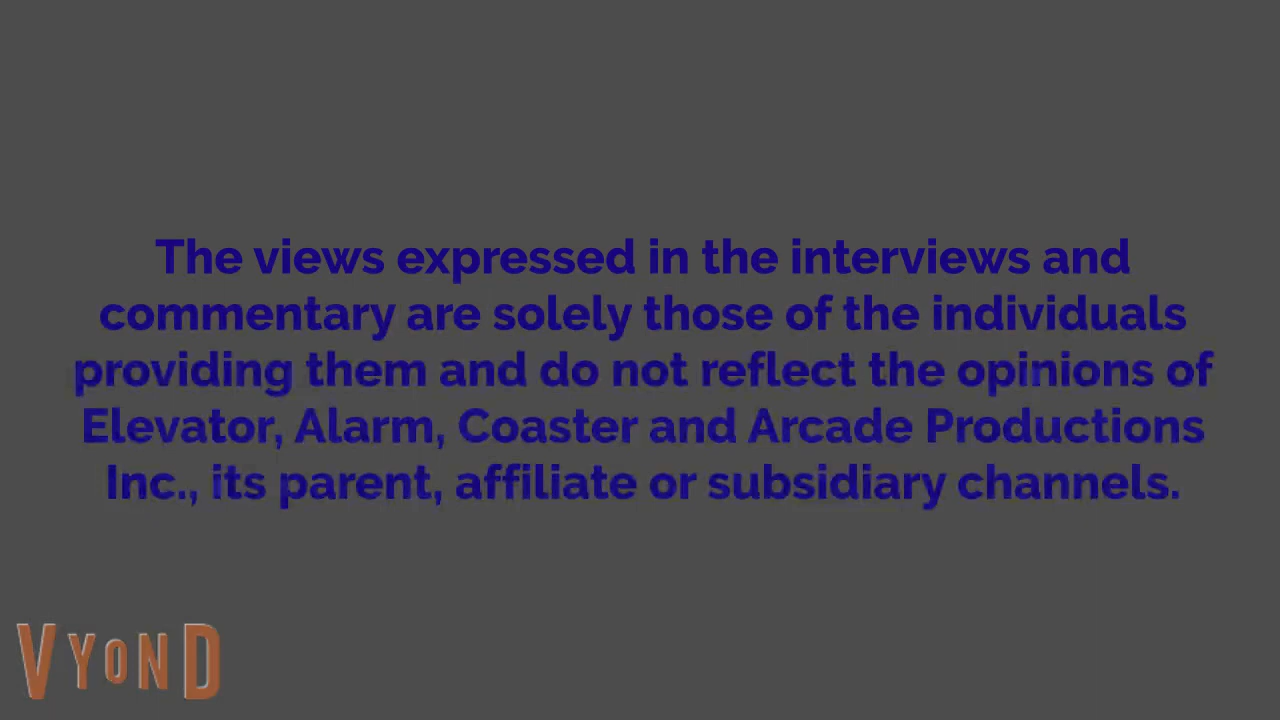 The views expressed in the interviews and
commentary are solely those of the individuals
providing them and do not reflect the opinions of
Elevator, Alarm, Coaster and Arcade Productions
Inc., its parent, affiliate or subsidiary channels.
VYOND